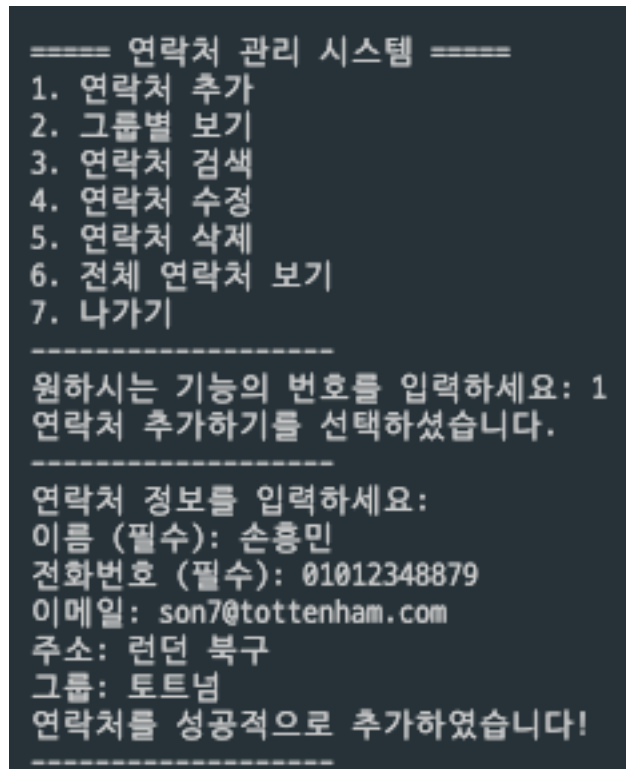 ===== 연락처 관리 시스템 =====
1. 연락처 추가
2. 그룹별 보기
3. 연락처 검색
4. 연락처 수정
5. 연락처 삭제
6. 전체 연락처 보기
7. 나가기
-------------------
원하시는 기능의 번호를 입력하세요: 1
연락처 추가하기를 선택하셨습니다.
-------------------
연락처 정보를 입력하세요:
이름 (필수): 손흥민
전화번호 (필수): 01012348879
이메일: son7@tottenham.com
주소: 런던 북구
그룹: 토트넘
연락처를 성공적으로 추가하였습니다!
-------------------